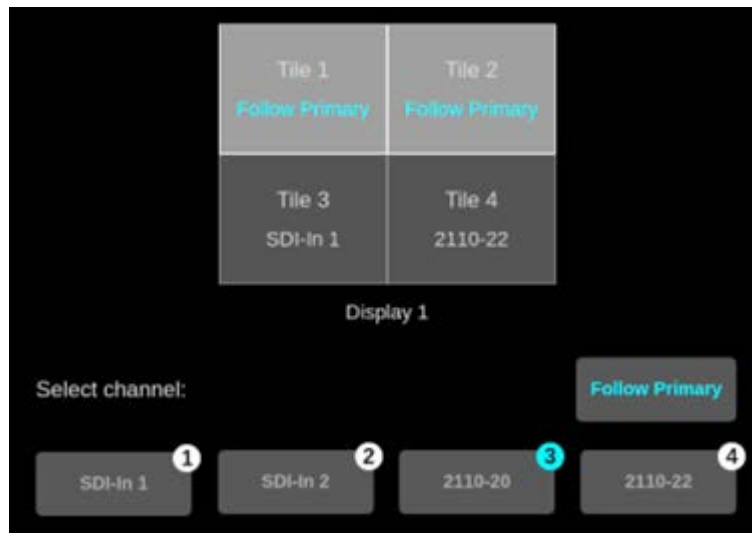 Tile 1
Tile 2
Follow Primary
Follow Primary
Tile 3
Tile 4
SDI-In 1
2110-22
Display 1
Select channel:
Follow Primary
1
2
3
4
SDI-In 1
SDI-In 2
2110-20
2110-22